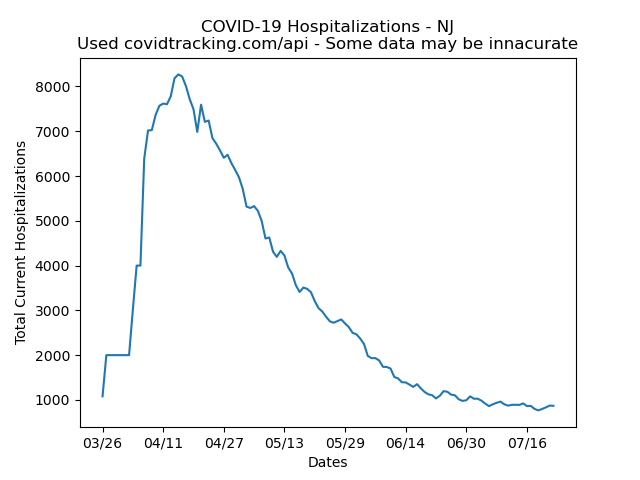 COVID-19 Hospitalizations - NJ
Used covidtracking.com/api - Some data may be innacurate
8000
7000
6000
5000
4000
3000
2000
1000
Total Current Hospitalizations
03/26 04/11 04/27 05/13 05/29 06/14 06/30 07/16
Dates